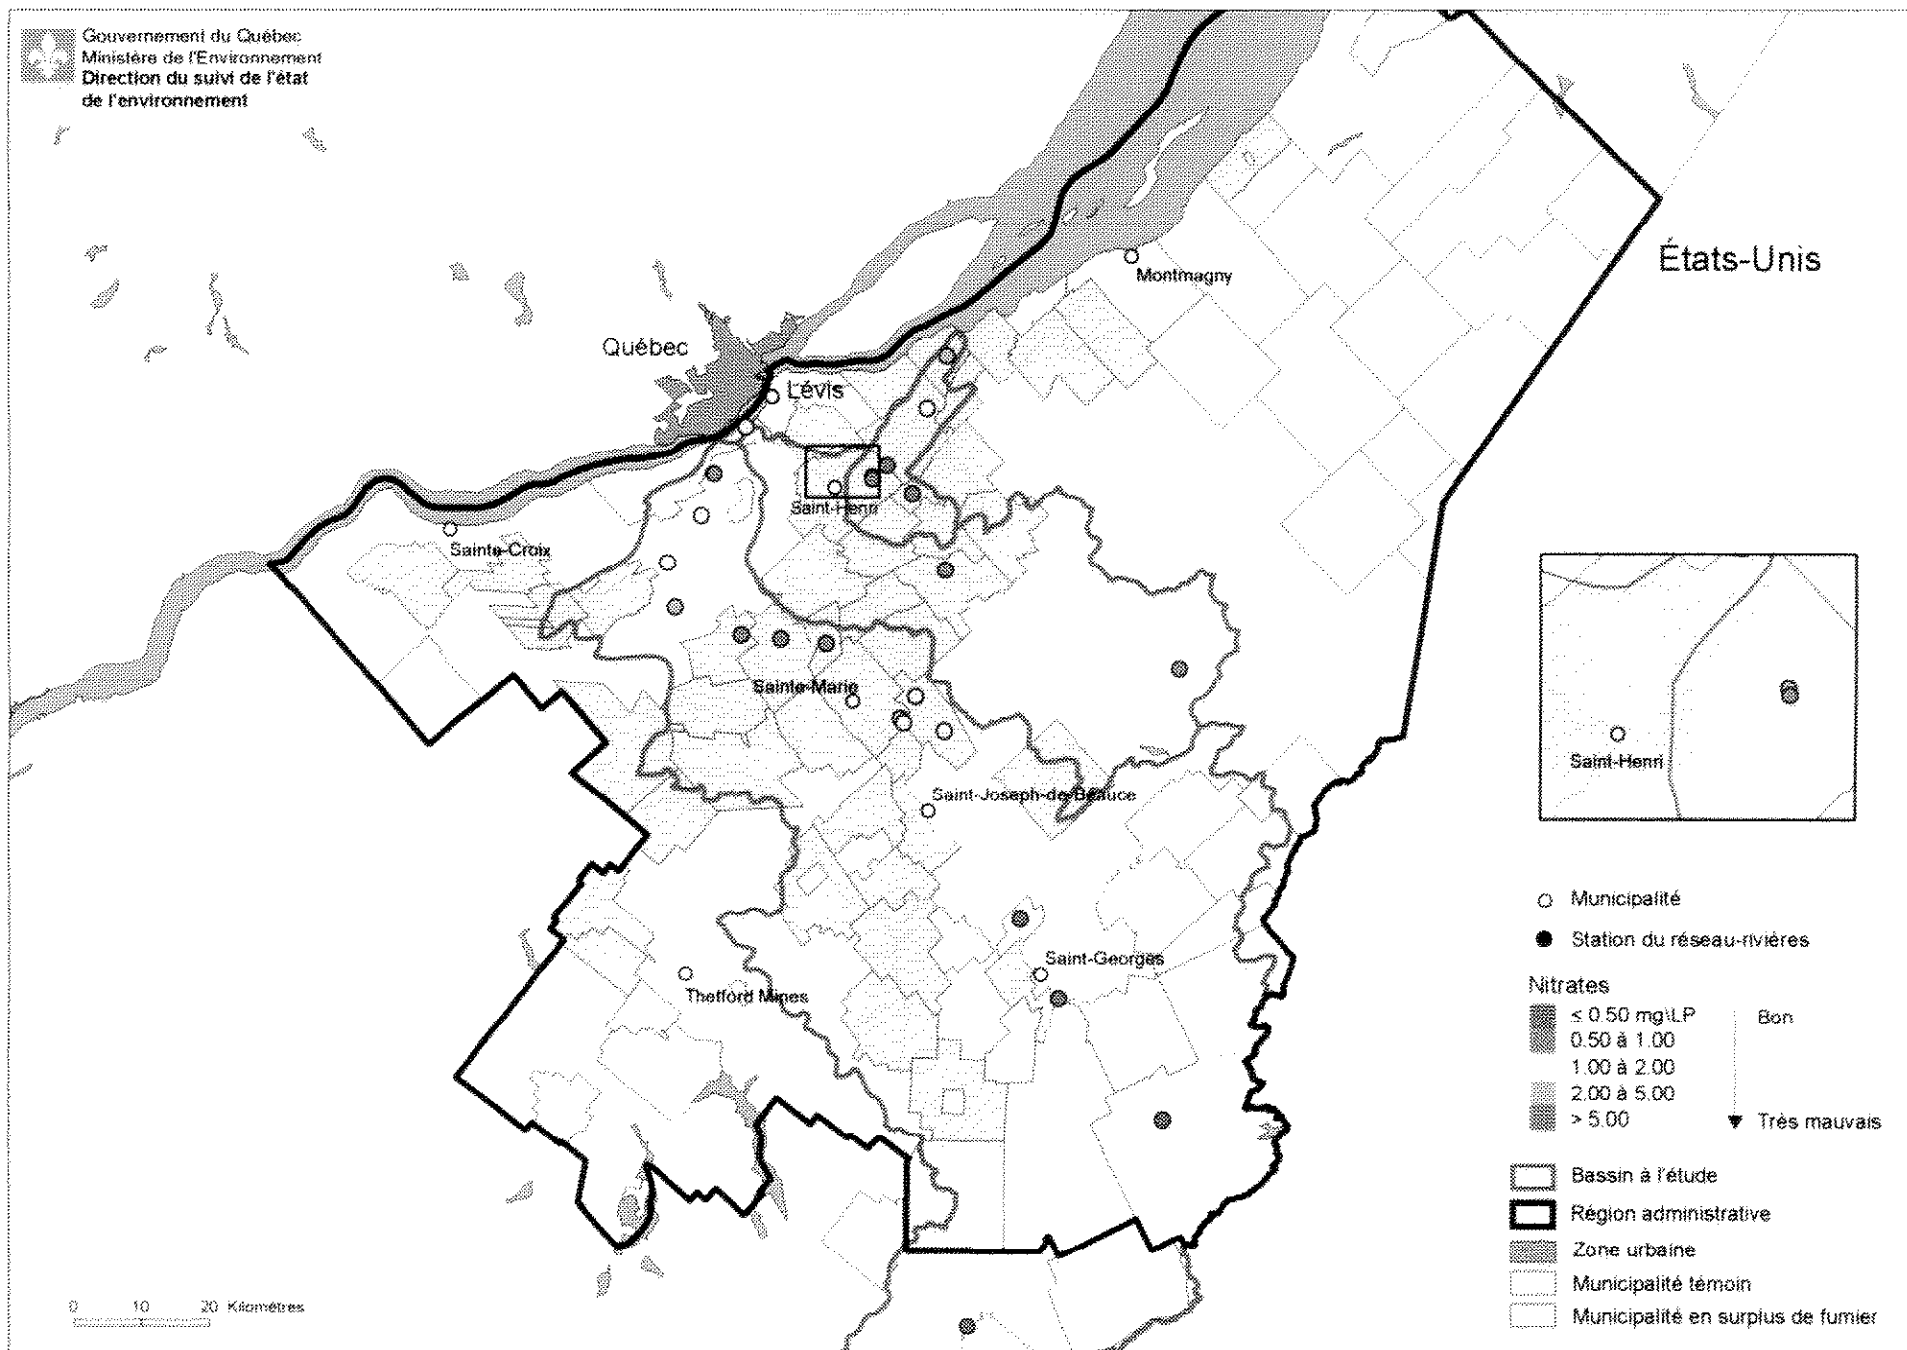 Gouvernement du Québec
Ministère de l'Environnement
Direction du suivi de l'état
de l'environnement
États-Unis
Montmagny
Québec
Lévis
Saint-Henri
Sainte-Croix
Sainte-Marie
Saint-Joseph-de-Beauce
Saint-Georges
Thetford Mines
Saint-Henri
Municipalité
Station du réseau-rivières
Nitrates
≤ 0.50 mg\LP
Bon
0.50 à 1.00
1.00 à 2.00
2.00 à 5.00
> 5.00
Très mauvais
Bassin à l'étude
Région administrative
Zone urbaine
Municipalité témoin
Municipalité en surplus de fumier
0 10 20 Kilomètres